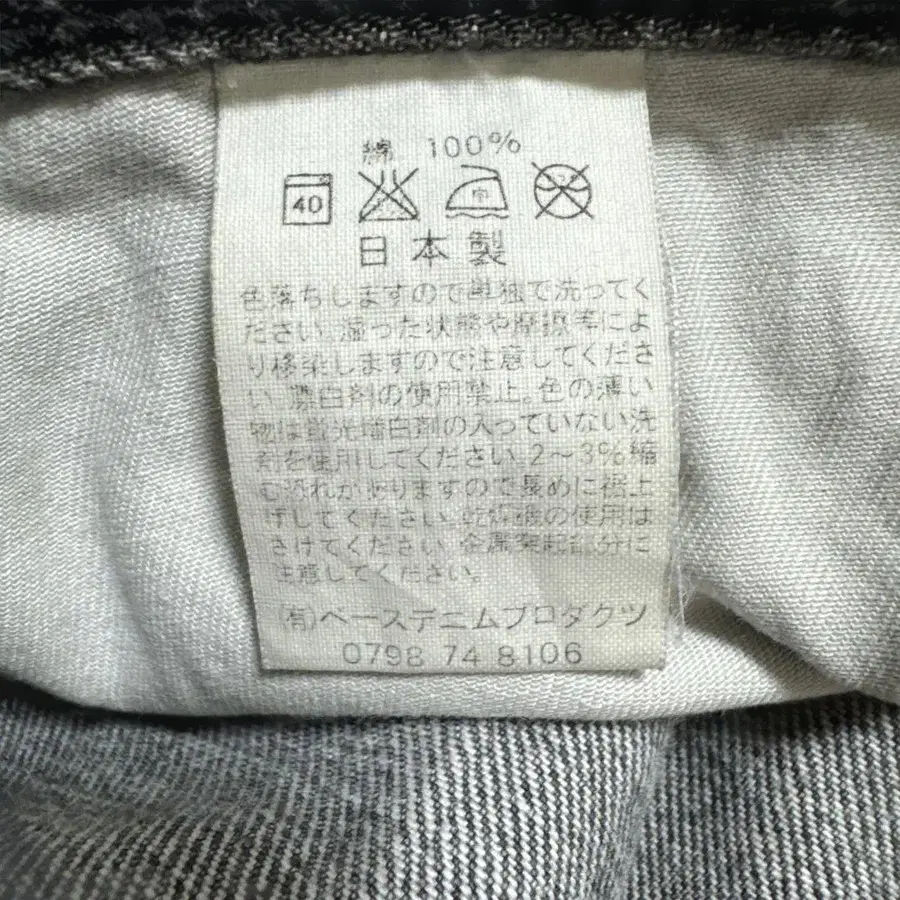 綿 100%
40 中
日本製
色落ちしますので単独で洗ってく
ださい.湿った状態や摩擦等によ
り移染しますので注意してくださ
い.漂白剤の使用禁止。色の薄い
物は蛍光増白剤の入っていない洗
剤を使用してください.2〜3%縮
む恐れがありますので長めに裾上
げしてください.乾燥機の使用は
さけてください.金属突起部分に
注意してください。
(有)ベースデニムプロダクツ
0798 74 8106